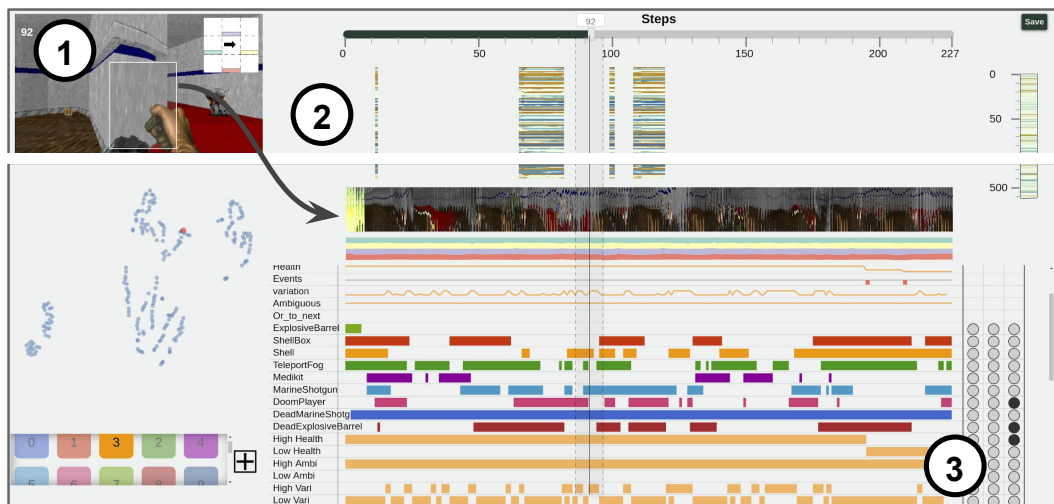 92
Steps
Save
92
1
0
50
100
150
200
227
2
0
50
500
Health
Events
variation
Ambiguous
Or_to_next
ExplosiveBarrel
ShellBox
Shell
TeleportFog
Medikit
MarineShotgun
DoomPlayer
DeadMarineShotg
DeadExplosiveBarrel
High Health
Low Health
High Ambi
Low Ambi
High Vari
Low Vari
0
1
3
2
4
5
6
7
8
9
3